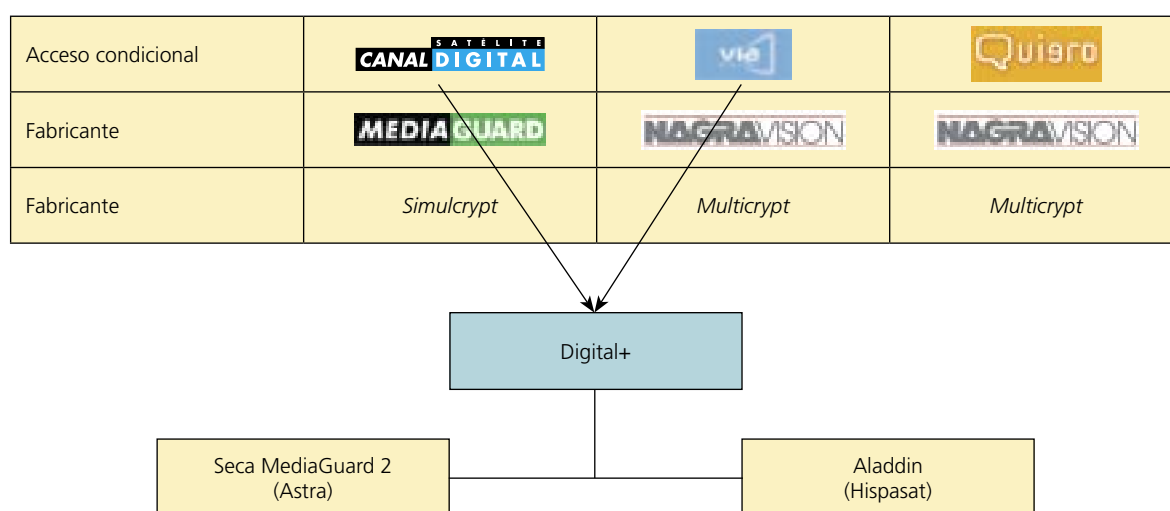 Acceso condicional
SATÉLITE
CANAL DIGITAL
vía
Quiero
Fabricante
MEDIAGUARD
NAGRAVISION
NAGRAVISION
Fabricante
Simulcrypt
Multicrypt
Multicrypt
Digital+
Seca MediaGuard 2
(Astra)
Aladdin
(Hispasat)